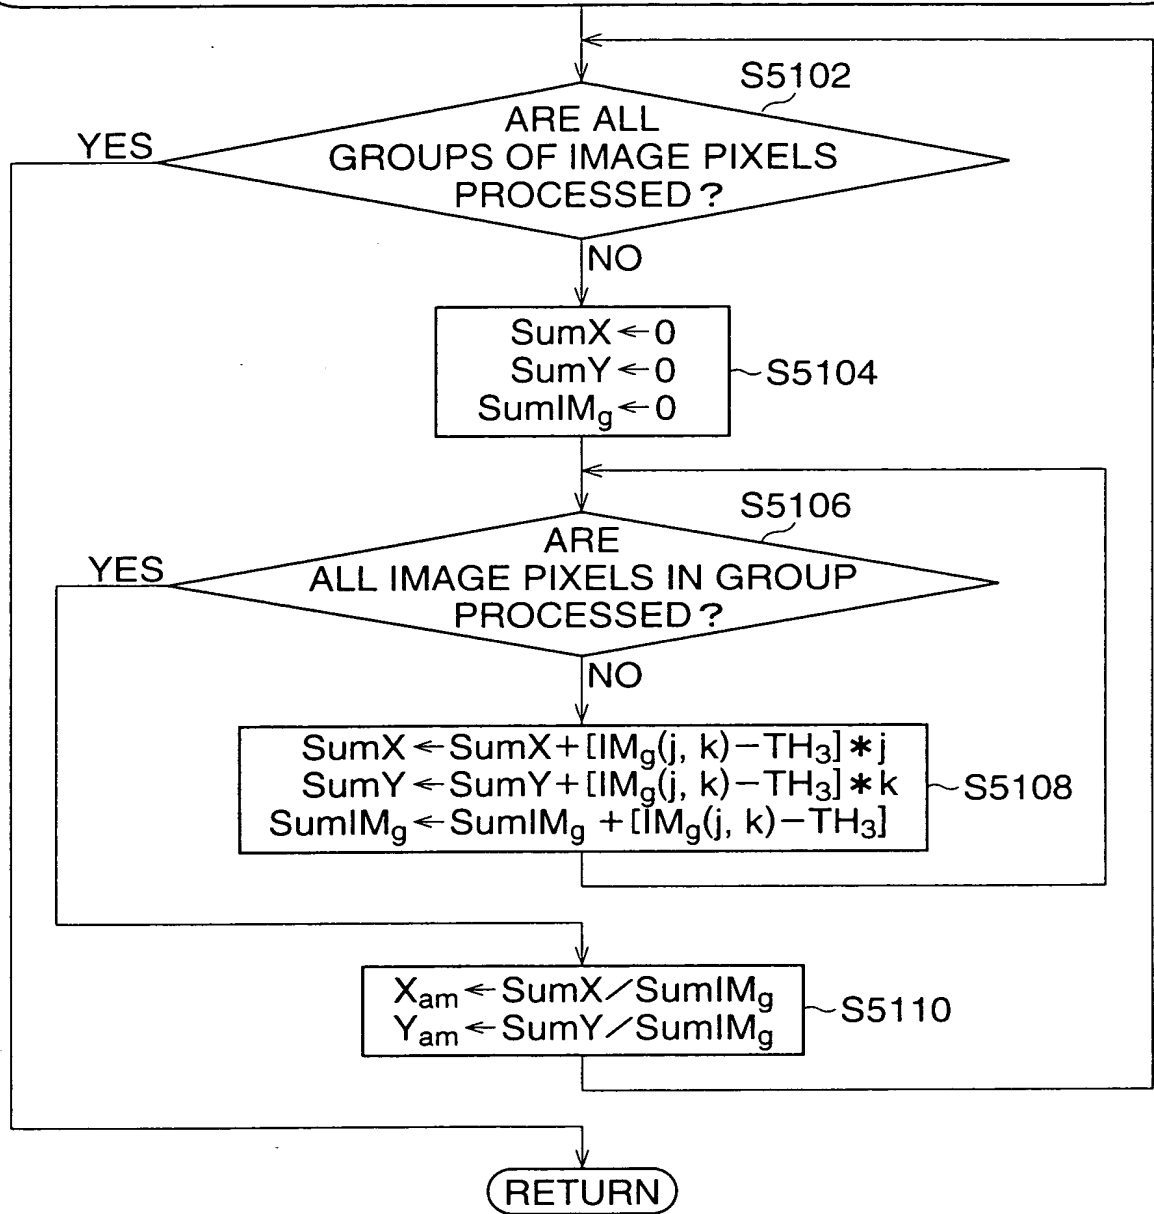 S5102
YES
ARE ALL
GROUPS OF IMAGE PIXELS
PROCESSED?
NO
SumX←0
SumY←0
SumIMg←0
S5104
S5106
YES
ARE
ALL IMAGE PIXELS IN GROUP
PROCESSED?
NO
SumX←SumX+[IMg(j, k)−TH3]*j
SumY←SumY+[IMg(j, k)−TH3]*k
SumIMg←SumIMg+[IMg(j, k)−TH3]
S5108
Xam←SumX/SumIMg
Yam←SumY/SumIMg
S5110
RETURN